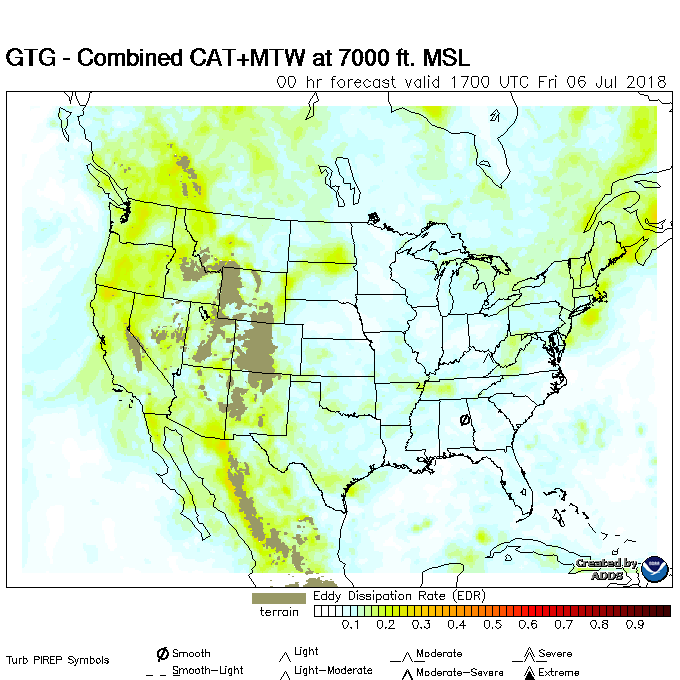 GTG - Combined CAT+MTW at 7000 ft. MSL
00 hr forecast valid 1700 UTC Fri 06 Jul 2018
Created by
ADDS
NOAA
Eddy Dissipation Rate (EDR)
terrain
0.1 0.2 0.3 0.4 0.5 0.6 0.7 0.8 0.9
Turb PIREP Symbols
Smooth Light Moderate Severe
Smooth-Light Light-Moderate Moderate-Severe Extreme